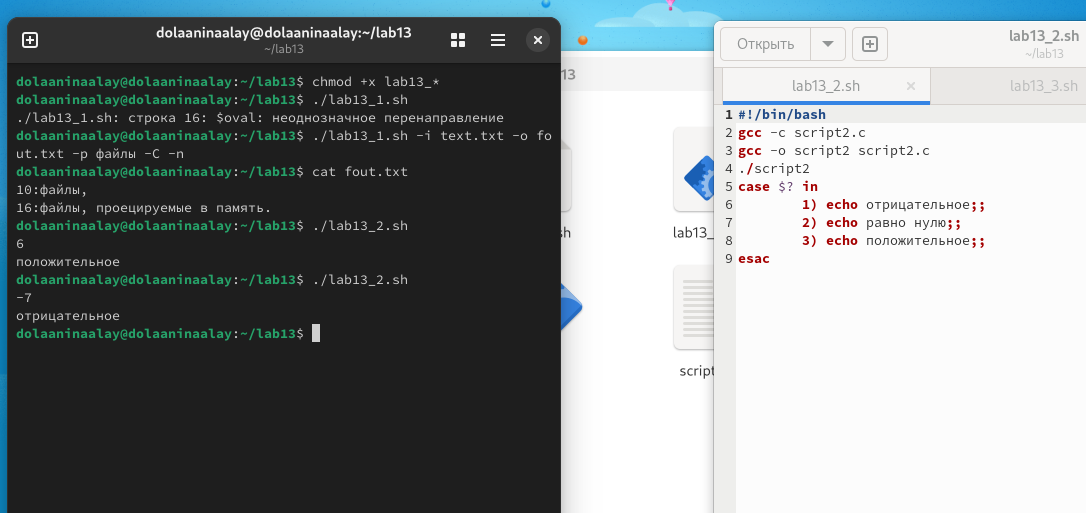 dolaaninaalay@dolaaninaalay:~/lab13
~/lab13
dolaaninaalay@dolaaninaalay:~/lab13$ chmod +x lab13_*
dolaaninaalay@dolaaninaalay:~/lab13$ ./lab13_1.sh
./lab13_1.sh: строка 16: $oval: неоднозначное перенаправление
dolaaninaalay@dolaaninaalay:~/lab13$ ./lab13_1.sh -i text.txt -o fo
ut.txt -p файлы -C -n
dolaaninaalay@dolaaninaalay:~/lab13$ cat fout.txt
10:файлы,
16:файлы, проецируемые в память.
dolaaninaalay@dolaaninaalay:~/lab13$ ./lab13_2.sh
6
положительное
dolaaninaalay@dolaaninaalay:~/lab13$ ./lab13_2.sh
-7
отрицательное
dolaaninaalay@dolaaninaalay:~/lab13$
13
sh
lab13_
script
Открыть
lab13_2.sh
~/lab13
lab13_2.sh
lab13_3.sh
1 #!/bin/bash
2 gcc -c script2.c
3 gcc -o script2 script2.c
4 ./script2
5 case $? in
6 1) echo отрицательное;;
7 2) echo равно нулю;;
8 3) echo положительное;;
9 esac